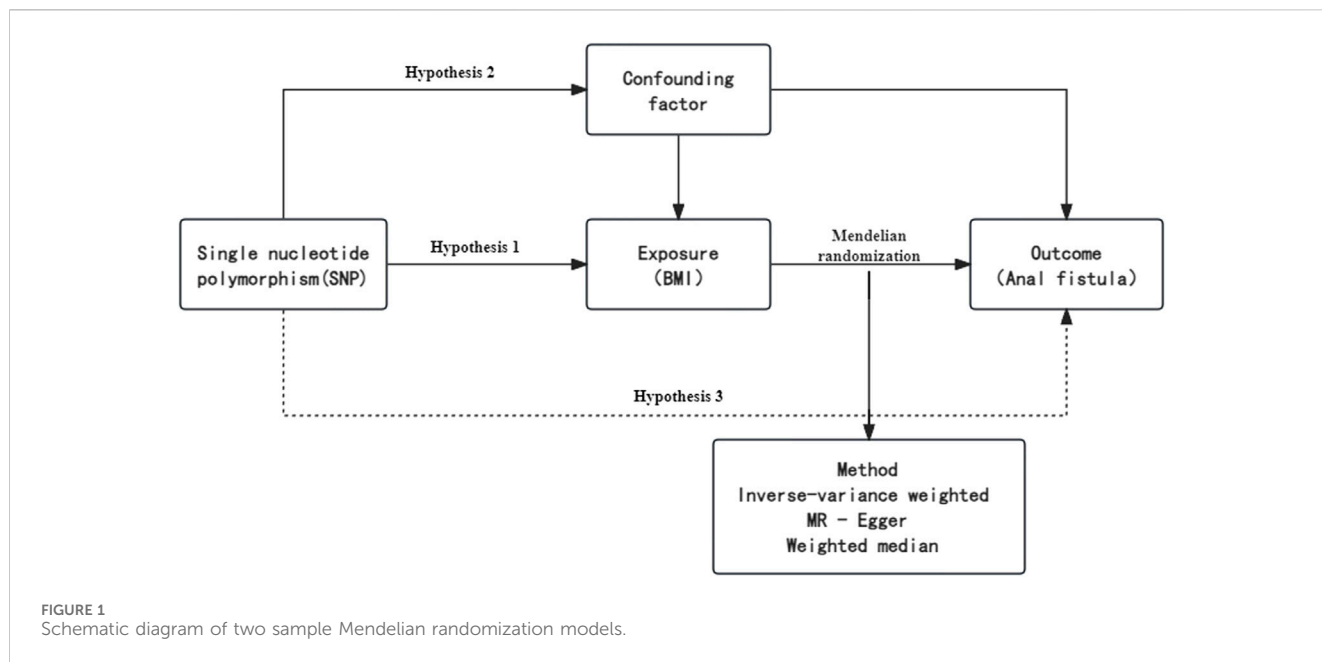 Hypothesis 2
Confounding
factor
Single nucleotide
polymorphism(SNP)
Hypothesis 1
Exposure
(BMI)
Mendelian
randomization
Outcome
(Anal fistula)
Hypothesis 3
Method
Inverse-variance weighted
MR - Egger
Weighted median
FIGURE 1
Schematic diagram of two sample Mendelian randomization models.